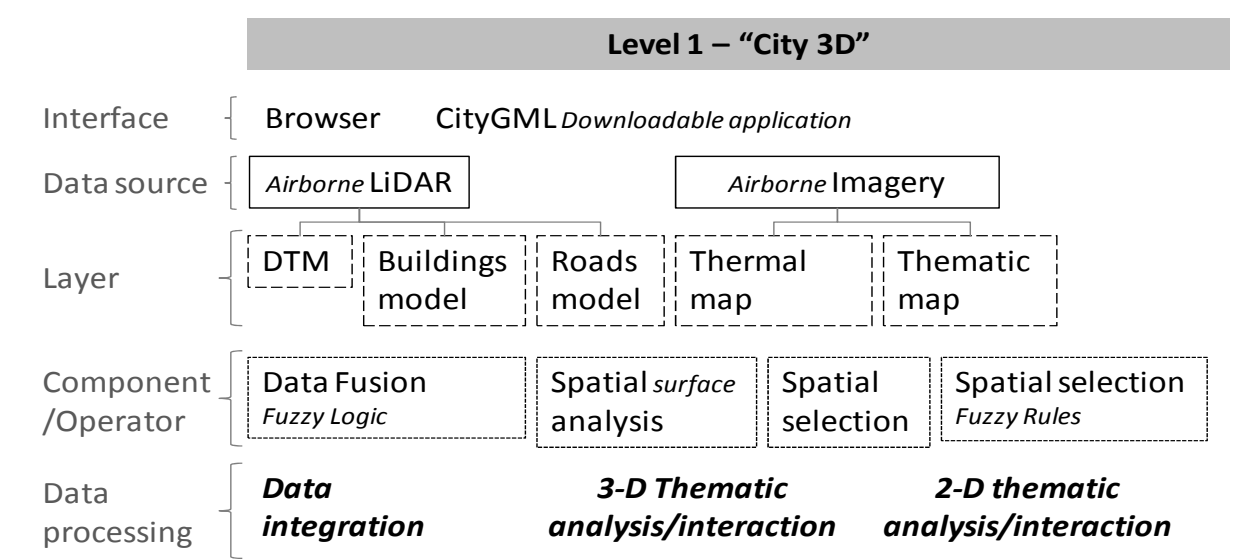 Level 1 – “City 3D”
Interface
Browser
CityGML Downloadable application
Data source
Airborne LiDAR
Airborne Imagery
Layer
DTM
Buildings
model
Roads
model
Thermal
map
Thematic
map
Component
/Operator
Data Fusion
Fuzzy Logic
Spatial surface
analysis
Spatial
selection
Spatial selection
Fuzzy Rules
Data
processing
Data
integration
3-D Thematic
analysis/interaction
2-D thematic
analysis/interaction